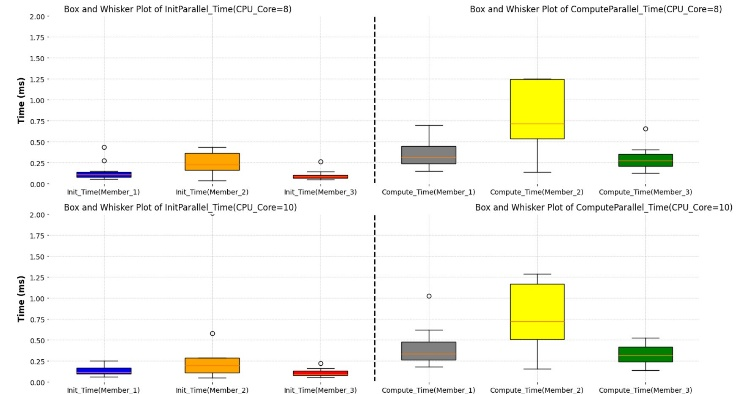 Box and Whisker Plot of InitParallel_Time(CPU_Core=8)
Box and Whisker Plot of ComputeParallel_Time(CPU_Core=8)
2.00
1.75
1.50
1.25
1.00
0.75
0.50
0.25
0.00
Time (ms)
Init_Time(Member_1) Init_Time(Member_2) Init_Time(Member_3) Compute_Time(Member_1) Compute_Time(Member_2) Compute_Time(Member_3)
Box and Whisker Plot of InitParallel_Time(CPU_Core=10)
Box and Whisker Plot of ComputeParallel_Time(CPU_Core=10)
2.00
1.75
1.50
1.25
1.00
0.75
0.50
0.25
0.00
Time (ms)
Init_Time(Member_1) Init_Time(Member_2) Init_Time(Member_3) Compute_Time(Member_1) Compute_Time(Member_2) Compute_Time(Member_3)